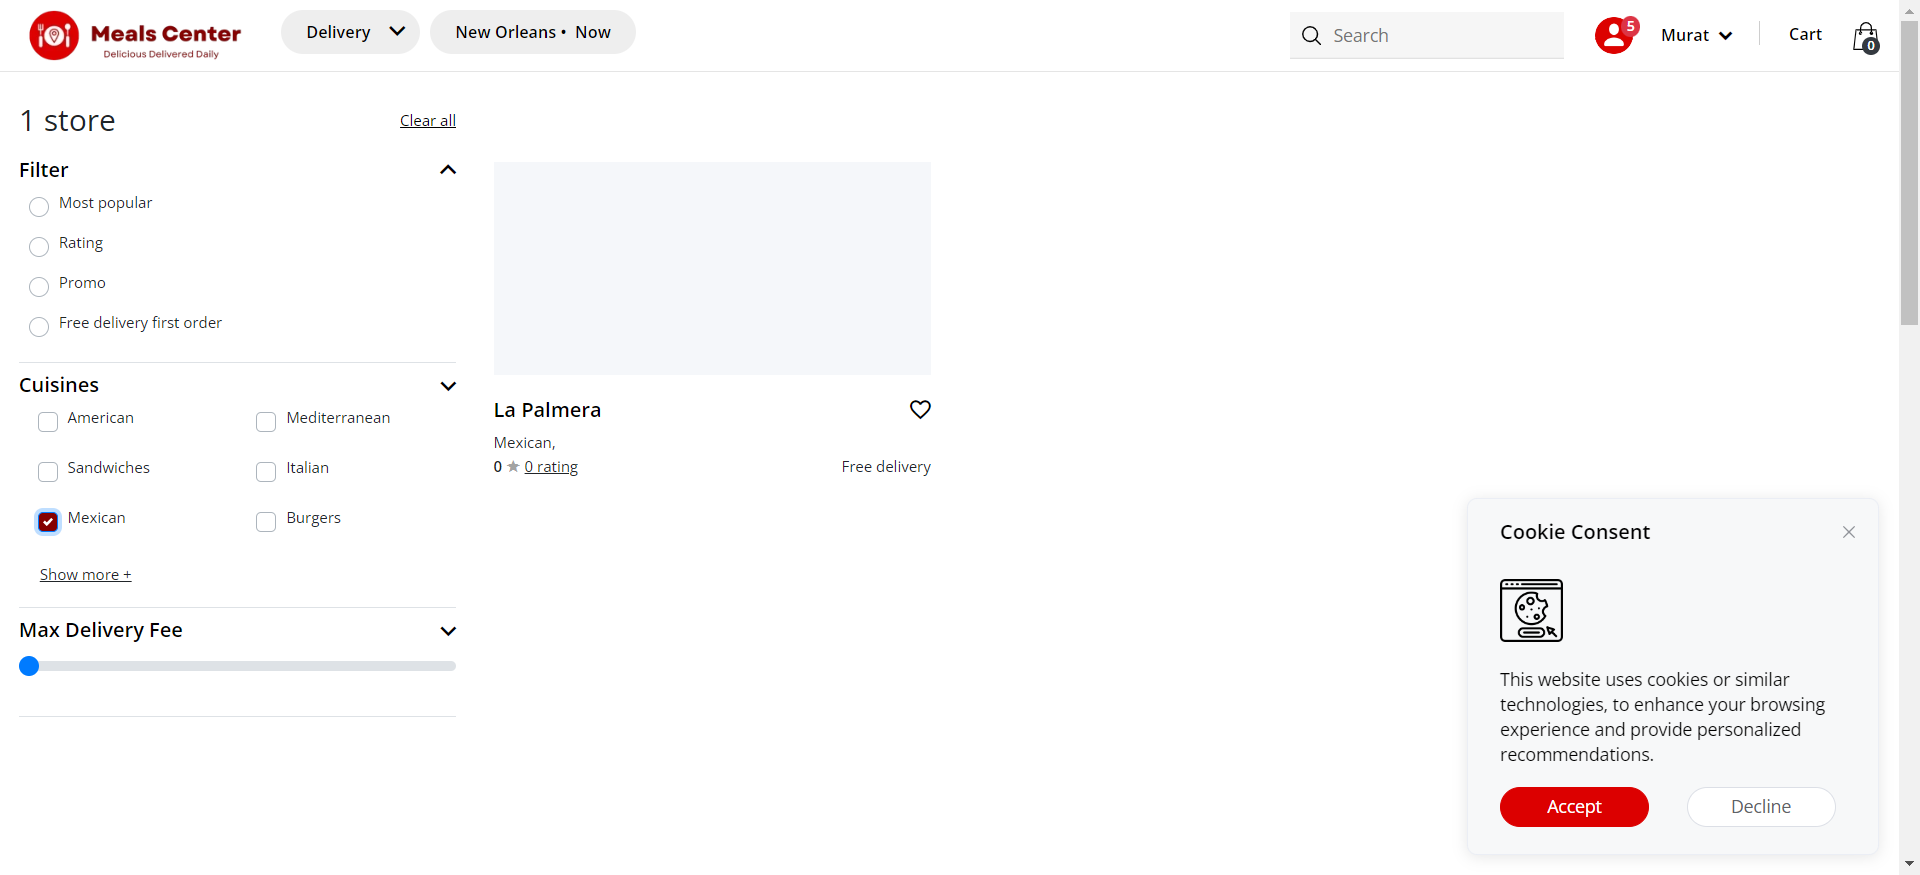 Meals Center
Delicious Delivered Daily
Delivery
New Orleans • Now
Search
5
Murat
Cart
0
1 store
Clear all
Filter
Most popular
Rating
Promo
Free delivery first order
Cuisines
American
Mediterranean
Sandwiches
Italian
Mexican
Burgers
Show more +
Max Delivery Fee
La Palmera
Mexican,
0 ★ 0 rating
Free delivery
Cookie Consent
This website uses cookies or similar
technologies, to enhance your browsing
experience and provide personalized
recommendations.
Accept
Decline